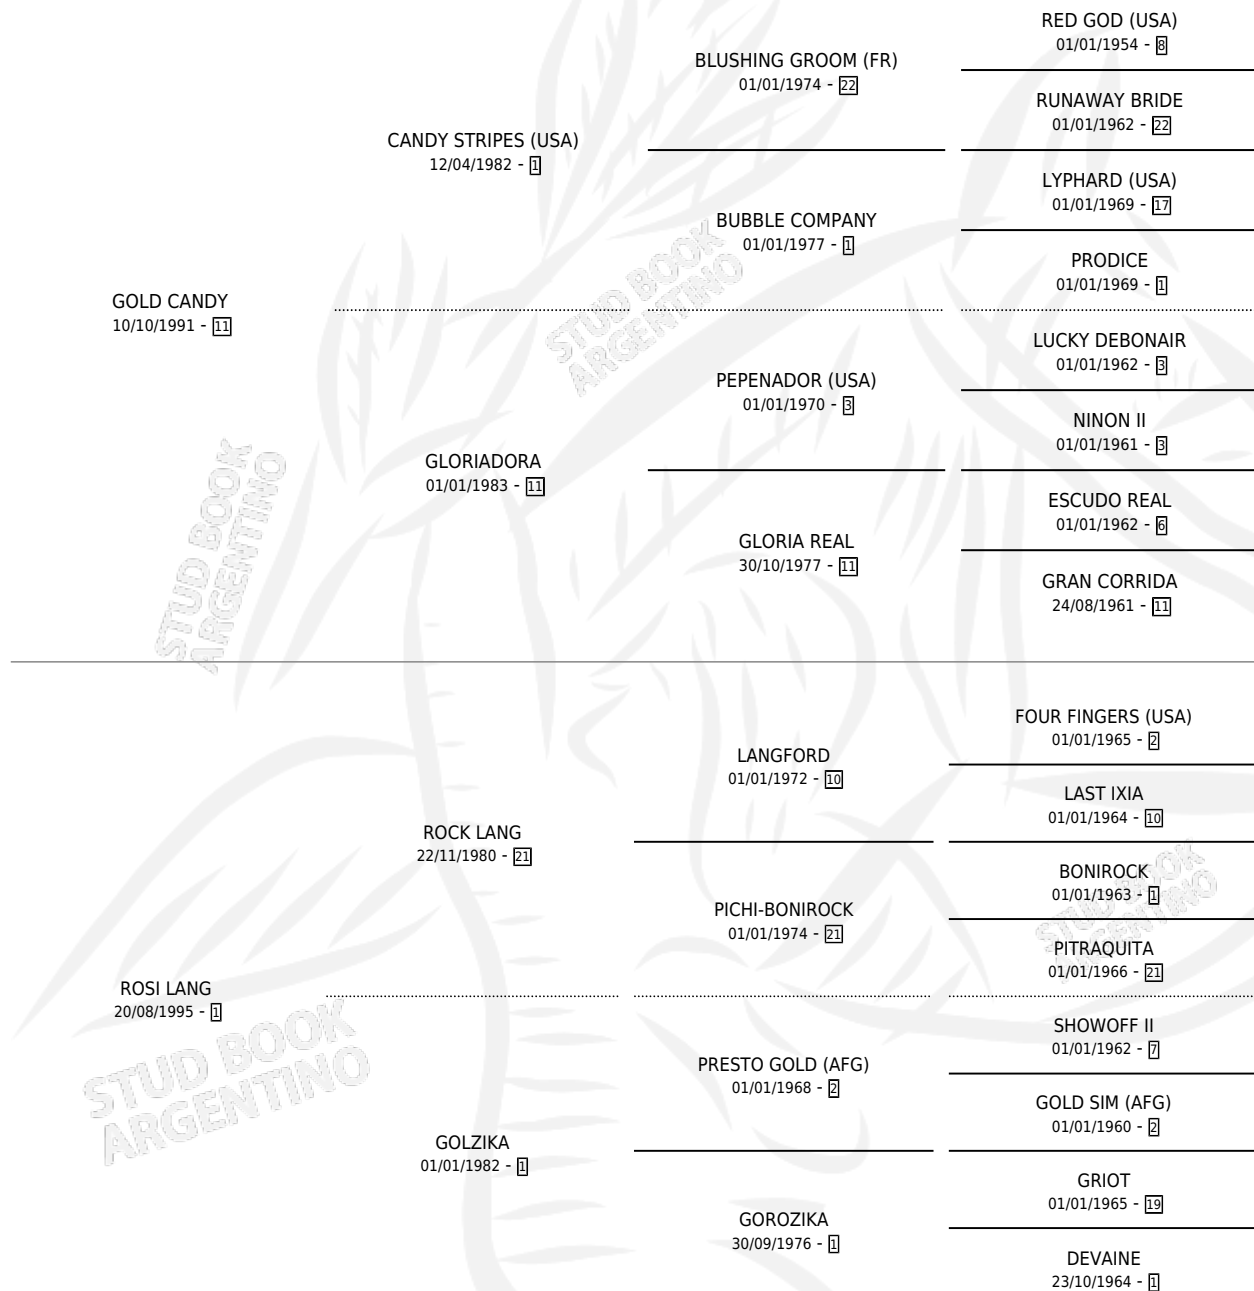 RED GOD (USA)
01/01/1954 - 8
BLUSHING GROOM (FR)
01/01/1974 - 22
RUNAWAY BRIDE
01/01/1962 - 22
CANDY STRIPES (USA)
12/04/1982 - 1
LYPHARD (USA)
01/01/1969 - 17
BUBBLE COMPANY
01/01/1977 - 1
PRODICE
01/01/1969 - 1
STUD BOOK
ARGENTINO
GOLD CANDY
10/10/1991 - 11
LUCKY DEBONAIR
01/01/1962 - 3
PEPENADOR (USA)
01/01/1970 - 3
NINON II
01/01/1961 - 3
GLORIADORA
01/01/1983 - 11
ESCUDO REAL
01/01/1962 - 6
GLORIA REAL
30/10/1977 - 11
GRAN CORRIDA
24/08/1961 - 11
STUD BOOK
ARGENTINO
FOUR FINGERS (USA)
01/01/1965 - 2
LANGFORD
01/01/1972 - 10
LAST IXIA
01/01/1964 - 10
ROCK LANG
22/11/1980 - 21
BONIROCK
01/01/1963 - 1
PICHI-BONIROCK
01/01/1974 - 21
PITRAQUITA
01/01/1966 - 21
STUD BOOK
ARGENTINO
ROSI LANG
20/08/1995 - 1
SHOWOFF II
01/01/1962 - 7
PRESTO GOLD (AFG)
01/01/1968 - 2
GOLD SIM (AFG)
01/01/1960 - 2
STUD BOOK
ARGENTINO
GOLZIKA
01/01/1982 - 1
GRIOT
01/01/1965 - 19
GOROZIKA
30/09/1976 - 1
DEVAINE
23/10/1964 - 1